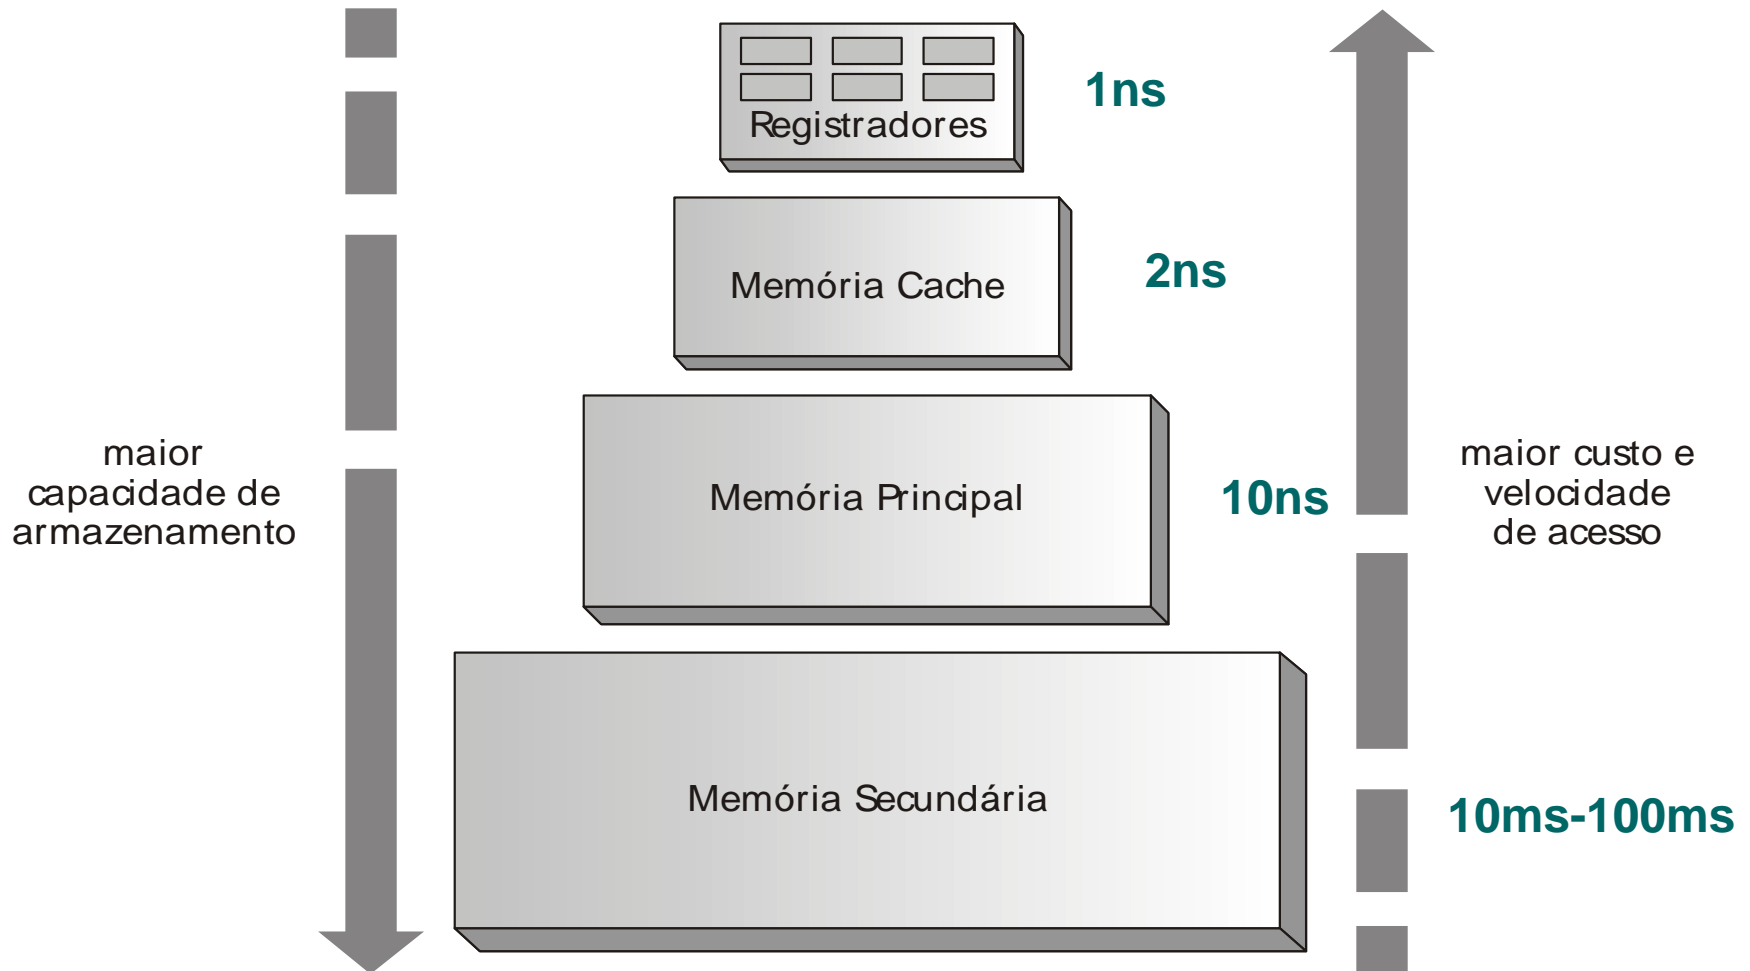 1ns
Registradores
2ns
Memória Cache
maior
capacidade de
armazenamento
Memória Principal
10ns
maior custo e
velocidade
de acesso
Memória Secundária
10ms-100ms